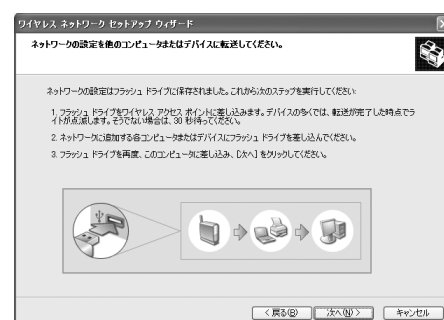 ワイヤレス ネットワーク セットアップ ウィザード
ネットワークの設定を他のコンピュータまたはデバイスに転送してください。
ネットワークの設定はフラッシュ ドライブに保存されました。これから次のステップを実行してください:
1. フラッシュ ドライブをワイヤレス アクセス ポイントに差し込みます。デバイスの多くでは、転送が完了した時点でラ
イトが点滅します。そうでない場合は、30 秒待ってください。
2. ネットワークに追加する各コンピュータまたはデバイスにフラッシュ ドライブを差し込んでください。
3. フラッシュ ドライブを再度、このコンピュータに差し込み、[次へ] をクリックしてください。
< 戻る(B)
次へ(N) >
キャンセル